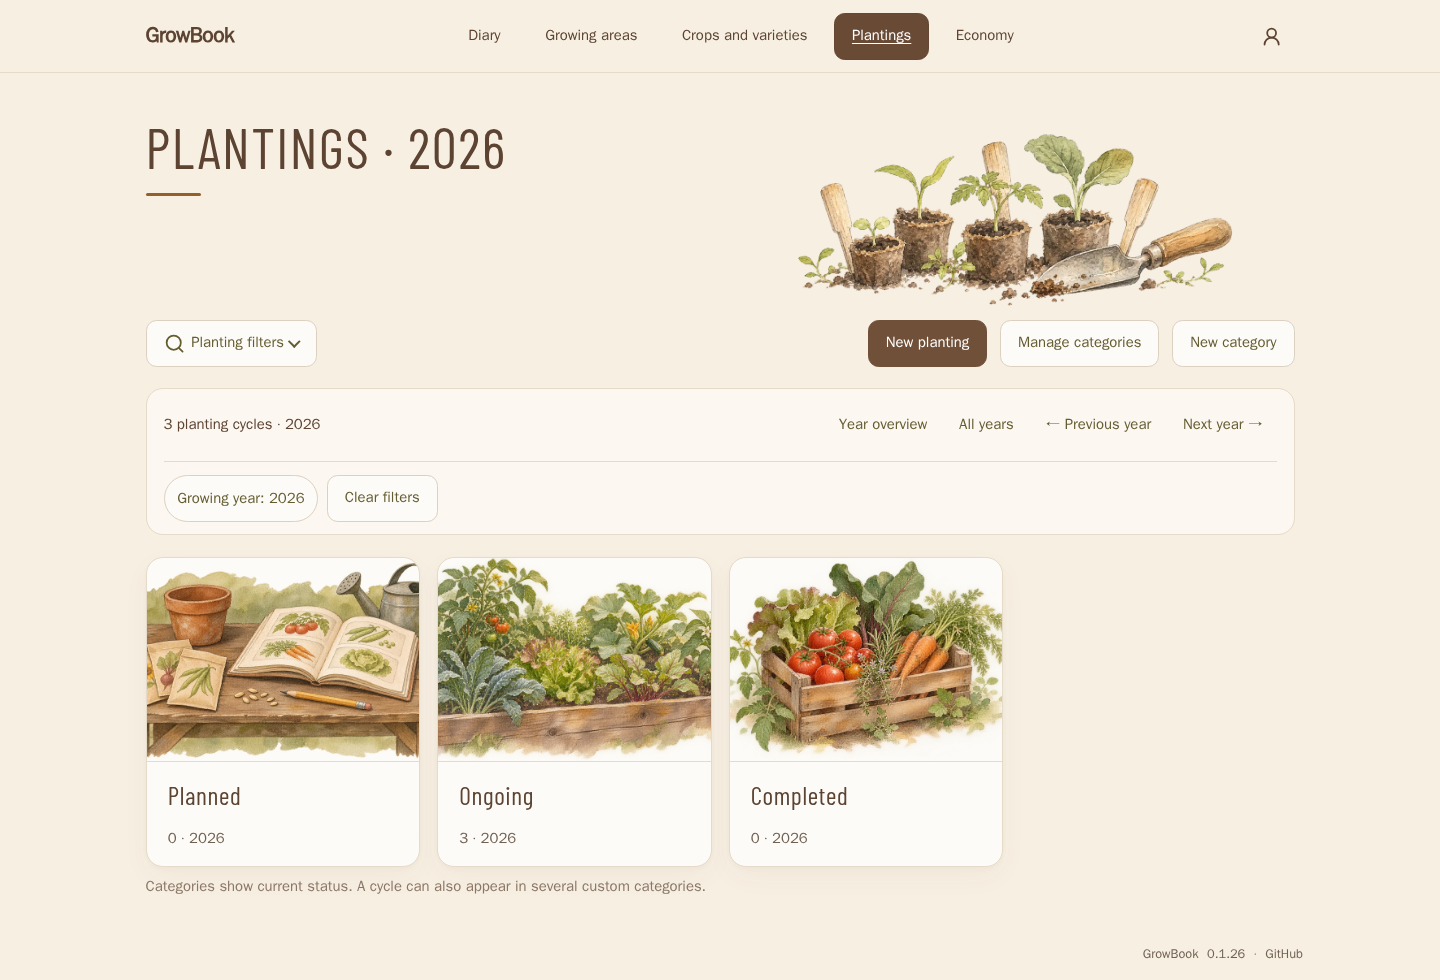 GrowBook
Diary
Growing areas
Crops and varieties
Plantings
Economy
PLANTINGS · 2026
Planting filters
New planting
Manage categories
New category
3 planting cycles · 2026
Year overview
All years
← Previous year
Next year →
Growing year: 2026
Clear filters
Planned
0 · 2026
Ongoing
3 · 2026
Completed
0 · 2026
Categories show current status. A cycle can also appear in several custom categories.
GrowBook 0.1.26 · GitHub